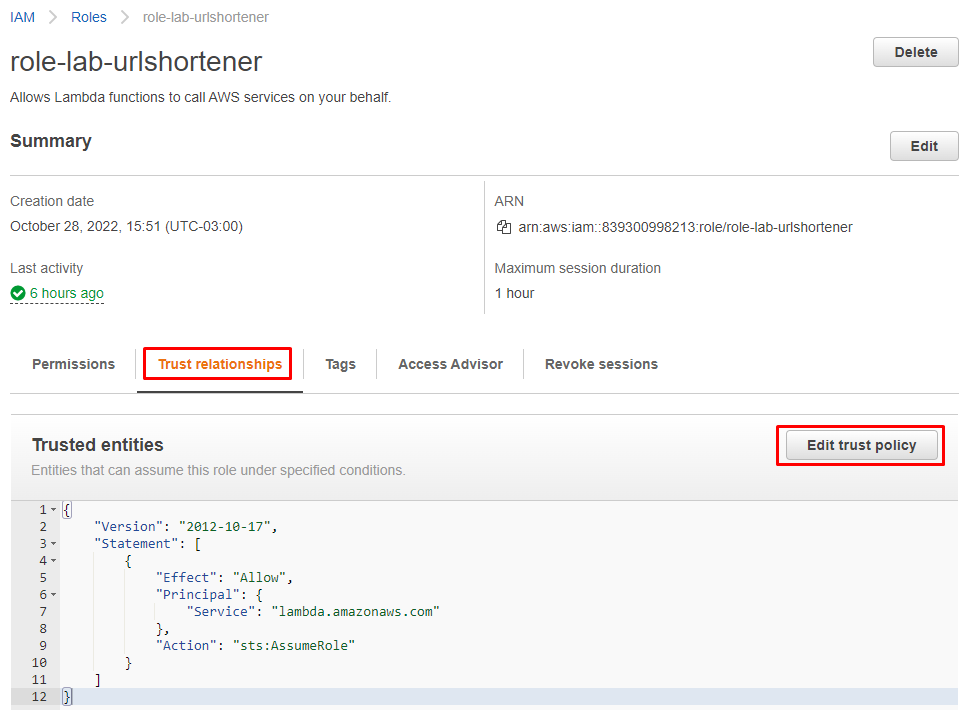 IAM > Roles > role-lab-urlshortener
role-lab-urlshortener
Delete
Allows Lambda functions to call AWS services on your behalf.
Summary
Edit
Creation date
October 28, 2022, 15:51 (UTC-03:00)
ARN
arn:aws:iam::839300998213:role/role-lab-urlshortener
Last activity
6 hours ago
Maximum session duration
1 hour
Permissions Trust relationships Tags Access Advisor Revoke sessions
Trusted entities
Edit trust policy
Entities that can assume this role under specified conditions.
1 {
2     "Version": "2012-10-17",
3     "Statement": [
4         {
5             "Effect": "Allow",
6             "Principal": {
7                 "Service": "lambda.amazonaws.com"
8             },
9             "Action": "sts:AssumeRole"
10         }
11     ]
12 }